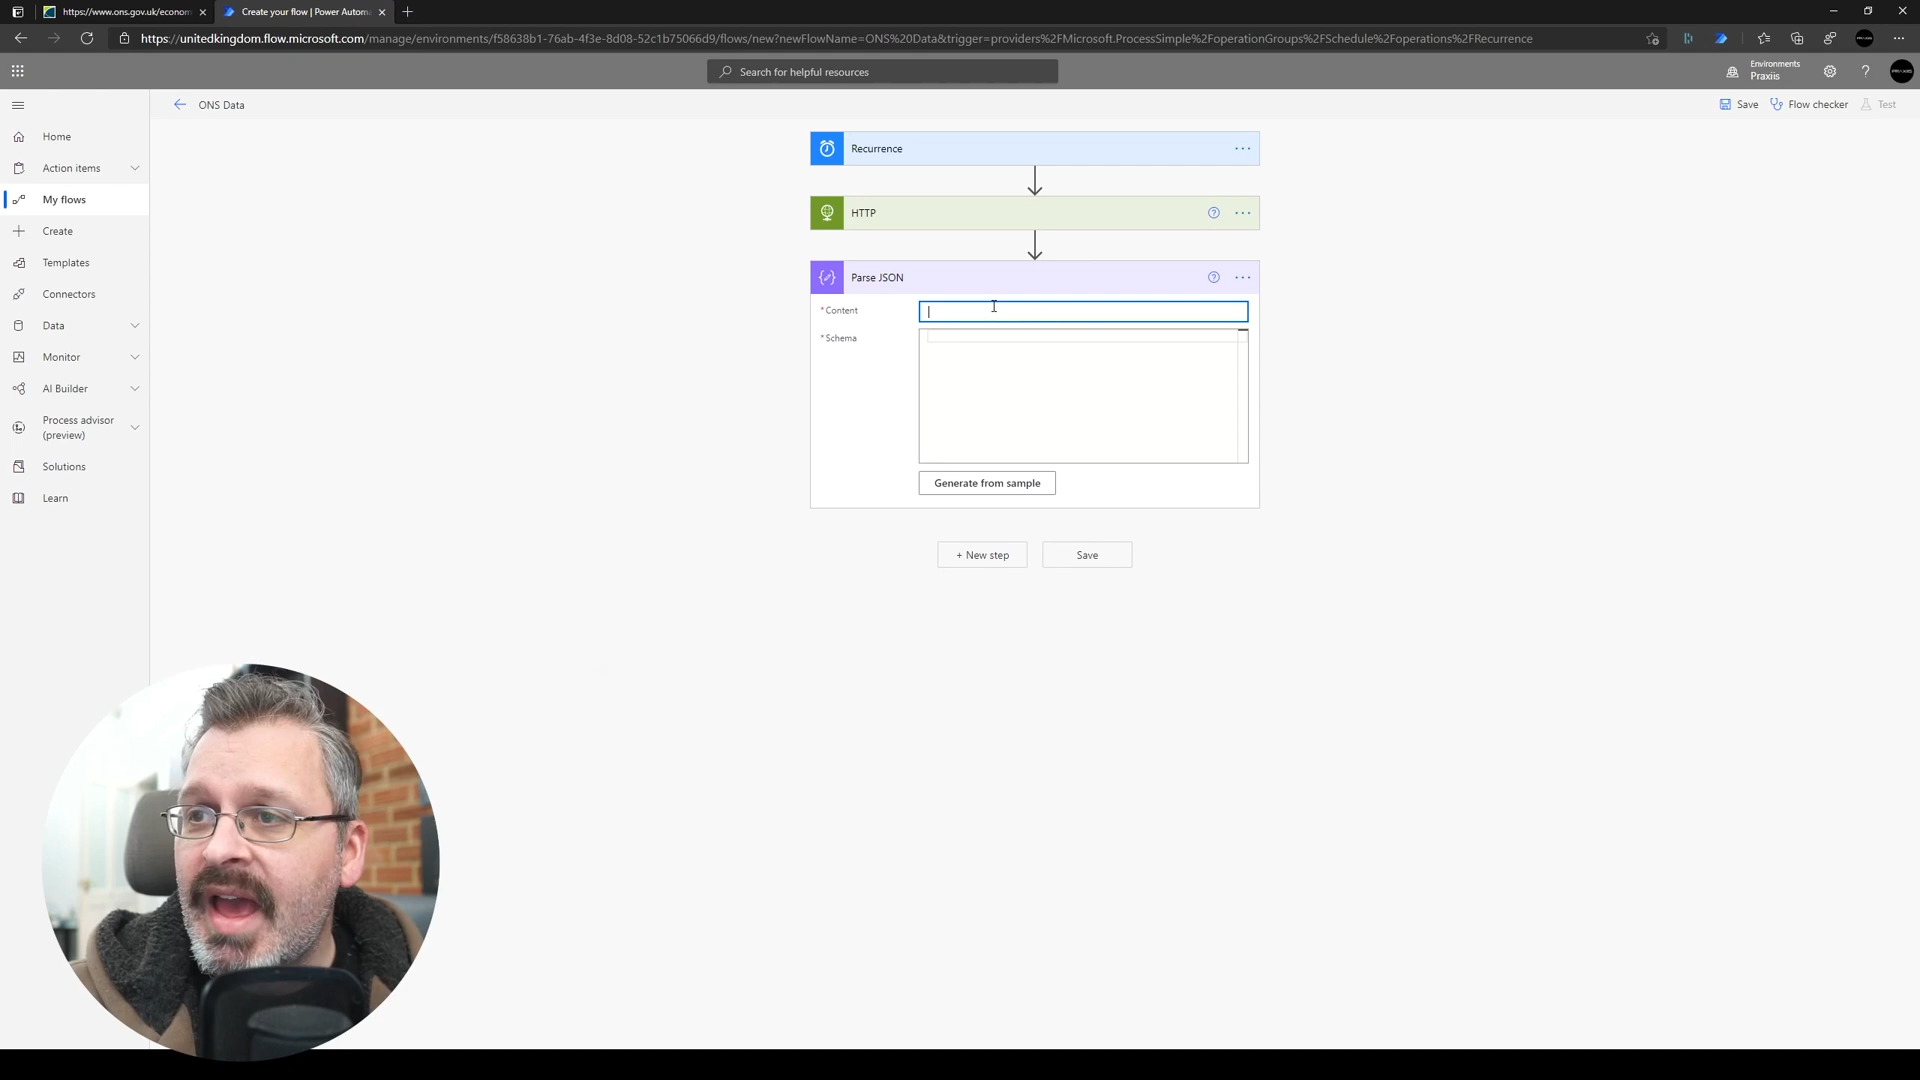 https://www.ons.gov.uk/econom
Create your flow | Power Automa
https://unitedkingdom.flow.microsoft.com/manage/environments/f58638b1-76ab-4f3e-8d08-52c1b75066d9/flows/new?newFlowName=ONS%20Data&trigger=providers%2FMicrosoft.ProcessSimple%2FoperationGroups%2FSchedule%2Foperations%2FRecurrence
Search for helpful resources
Environments
Praxiis
ONS Data
Save
Flow checker
Test
Home
Action items
My flows
Create
Templates
Connectors
Data
Monitor
AI Builder
Process advisor
(preview)
Solutions
Learn
Recurrence
HTTP
Parse JSON
*Content
*Schema
Generate from sample
+ New step
Save